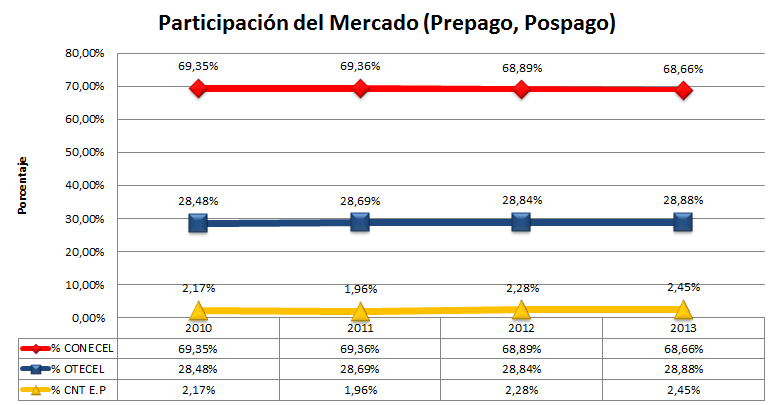 Participación del Mercado (Prepago, Pospago)
80,00%
70,00%
60,00%
50,00%
40,00%
30,00%
20,00%
10,00%
0,00%
Porcentaje
69,35% 69,36% 68,89% 68,66%
28,48% 28,69% 28,84% 28,88%
2,17% 1,96% 2,28% 2,45%
2010 2011 2012 2013
% CONECEL 69,35% 69,36% 68,89% 68,66%
% OTECEL 28,48% 28,69% 28,84% 28,88%
% CNT E.P 2,17% 1,96% 2,28% 2,45%